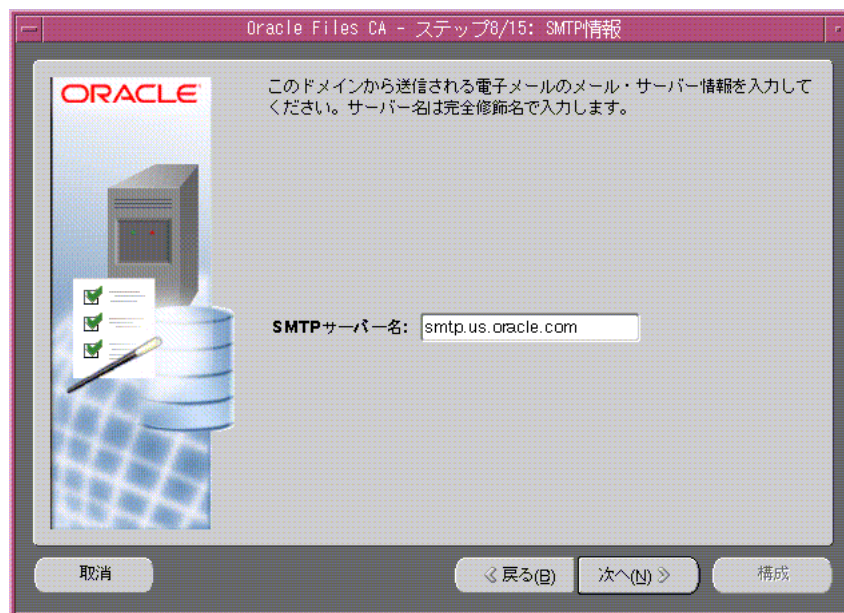 Oracle Files CA - ステップ8/15: SMTP情報
ORACLE
このドメインから送信される電子メールのメール・サーバー情報を入力して
ください。サーバー名は完全修飾名で入力します。
SMTPサーバー名: smtp.us.oracle.com
取消
戻る(B)
次へ(N)
構成